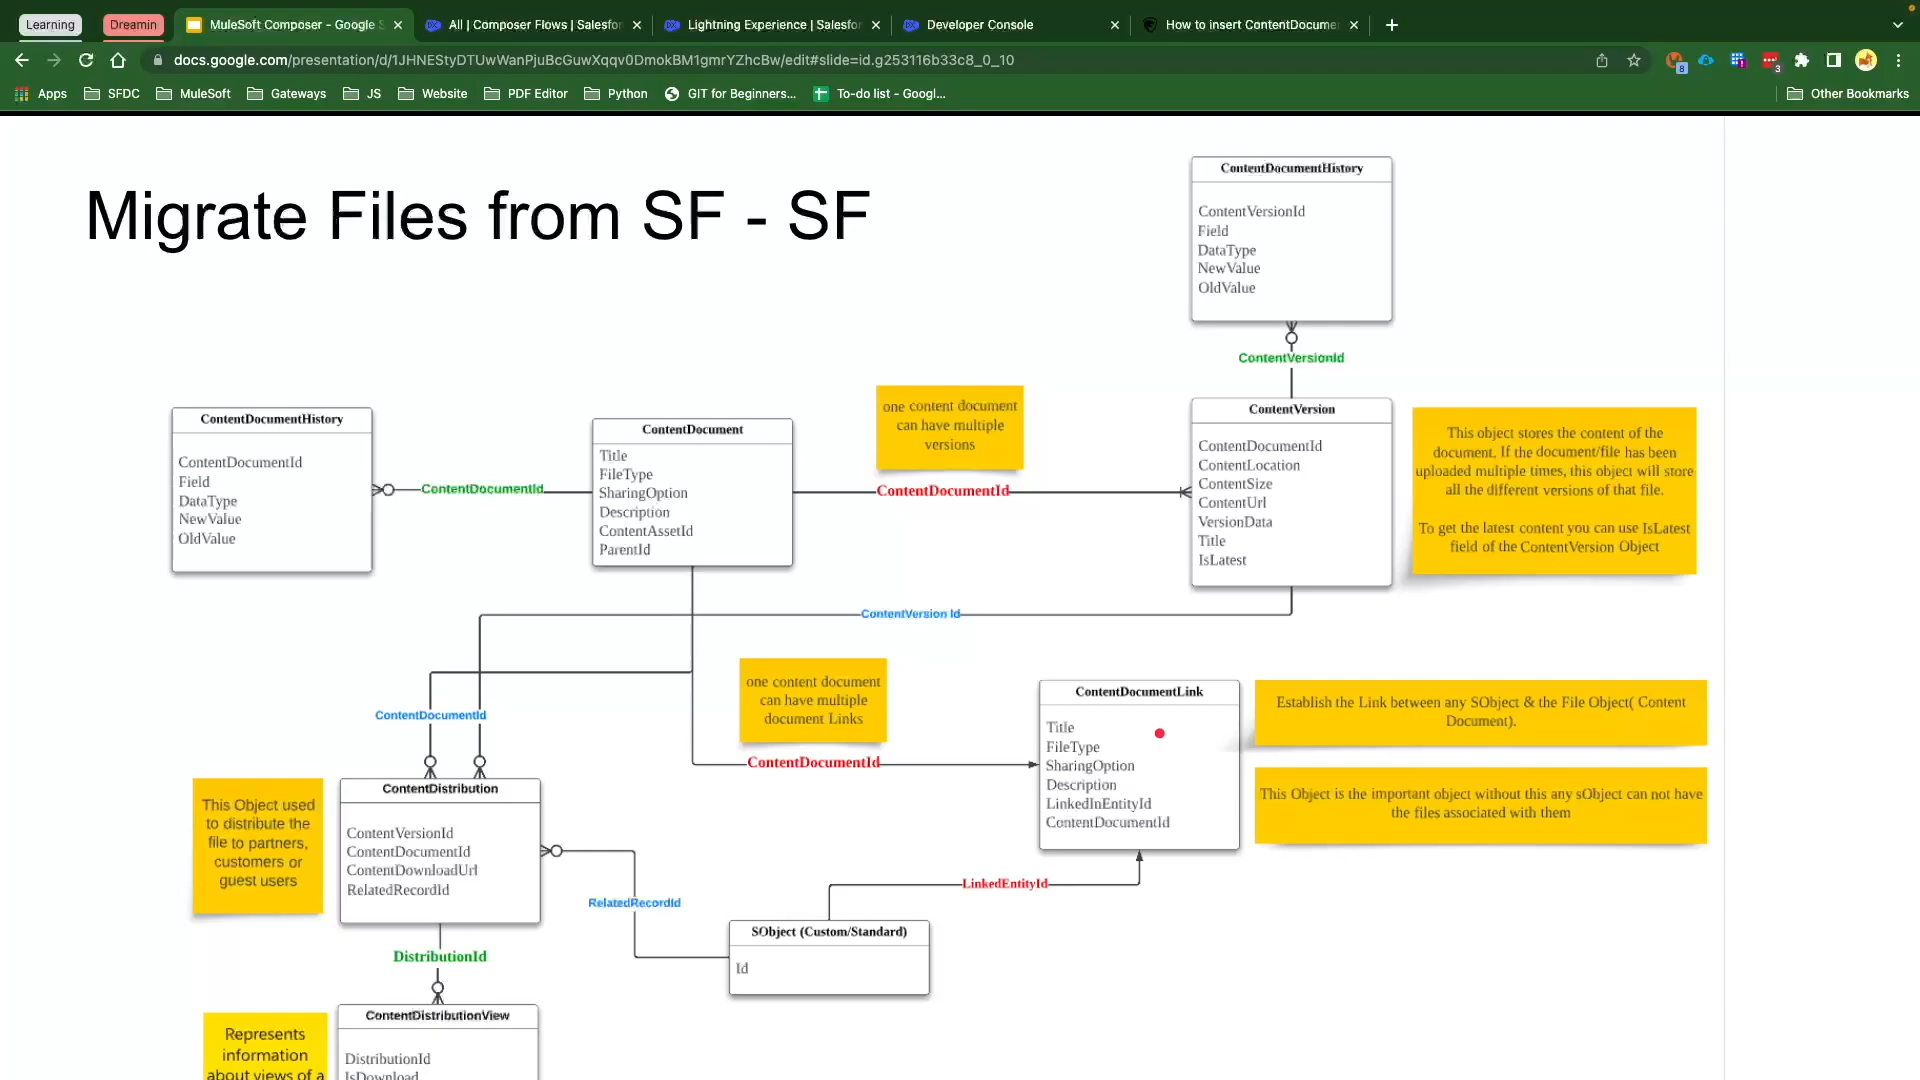 Learning
Dreamin
MuleSoft Composer - Google S
All | Composer Flows | Salesfor
Lightning Experience | Salesfor
Developer Console
How to insert ContentDocume
docs.google.com/presentation/d/1JHNEStyDTUwWanPjuBcGuwXqqv0DmokBM1gmrYZhcBw/edit#slide=id.g253116b33c8_0_10
8
1
3
Apps
SFDC
MuleSoft
Gateways
JS
Website
PDF Editor
Python
GIT for Beginners...
To-do list - Googl...
Other Bookmarks
Migrate Files from SF - SF
ContentDocumentHistory
ContentVersionId
Field
DataType
NewValue
OldValue
ContentVersionId
ContentDocumentHistory
ContentDocumentId
Field
DataType
NewValue
OldValue
ContentDocumentId
ContentDocument
Title
FileType
SharingOption
Description
ContentAssetId
ParentId
one content document
can have multiple
versions
ContentDocumentId
ContentVersion
ContentDocumentId
ContentLocation
ContentSize
ContentUrl
VersionData
Title
IsLatest
This object stores the content of the
document. If the document/file has been
uploaded multiple times, this object will store
all the different versions of that file.
To get the latest content you can use IsLatest
field of the ContentVersion Object
ContentVersion Id
ContentDocumentId
one content document
can have multiple
document Links
ContentDocumentId
ContentDocumentLink
Title
FileType
SharingOption
Description
LinkedInEntityId
ContentDocumentId
Establish the Link between any SObject & the File Object( Content
Document).
This Object is the important object without this any sObject can not have
the files associated with them
This Object used
to distribute the
file to partners,
customers or
guest users
ContentDistribution
ContentVersionId
ContentDocumentId
ContentDownloadUrl
RelatedRecordId
RelatedRecordId
LinkedEntityId
SObject (Custom/Standard)
Id
DistributionId
ContentDistributionView
DistributionId
IsDownload
Represents
information
about views of a